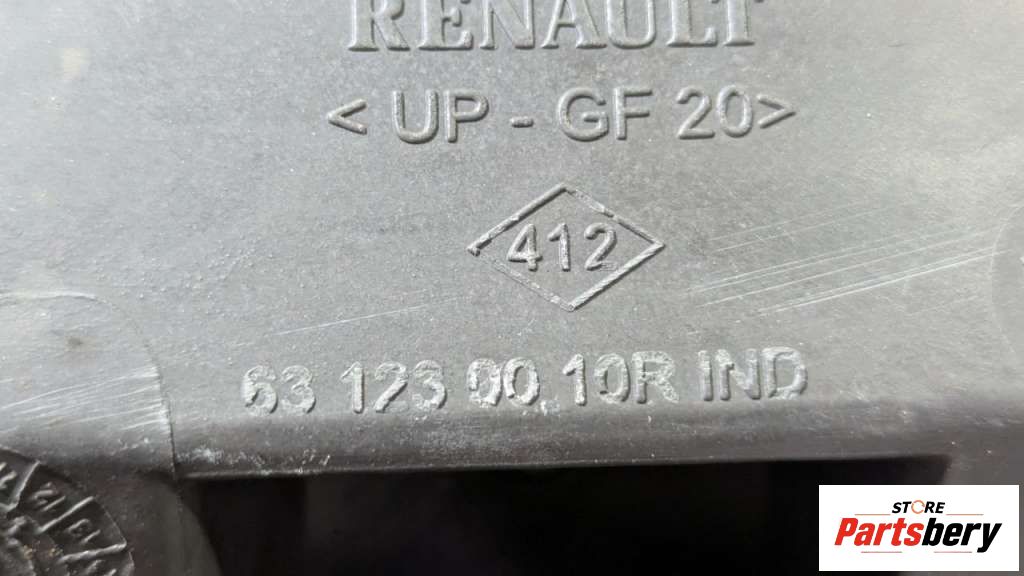 RENAULT
< UP - GF 20>
412
63 123 00 10R IND
STORE
Partsbery